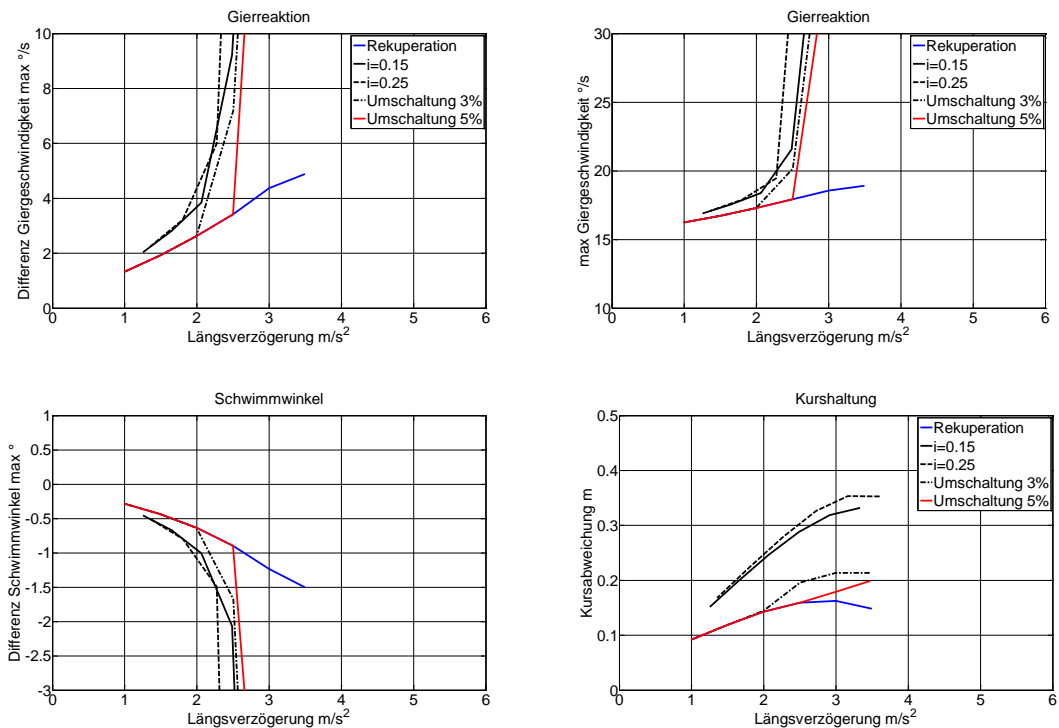 Gierreaktion
Differenz Giergeschwindigkeit max °/s
10
8
6
4
2
0
0 1 2 3 4 5 6
Längsverzögerung m/s²
Rekuperation
i=0.15
i=0.25
Umschaltung 3%
Umschaltung 5%
Gierreaktion
max Giergeschwindigkeit °/s
30
25
20
15
10
0 1 2 3 4 5 6
Längsverzögerung m/s²
Rekuperation
i=0.15
i=0.25
Umschaltung 3%
Umschaltung 5%
Schwimmwinkel
Differenz Schwimmwinkel max °
1
0.5
0
-0.5
-1
-1.5
-2
-2.5
-3
0 1 2 3 4 5 6
Längsverzögerung m/s²
Kurshaltung
Kursabweichung m
0.5
0.4
0.3
0.2
0.1
0
0 1 2 3 4 5 6
Längsverzögerung m/s²
Rekuperation
i=0.15
i=0.25
Umschaltung 3%
Umschaltung 5%